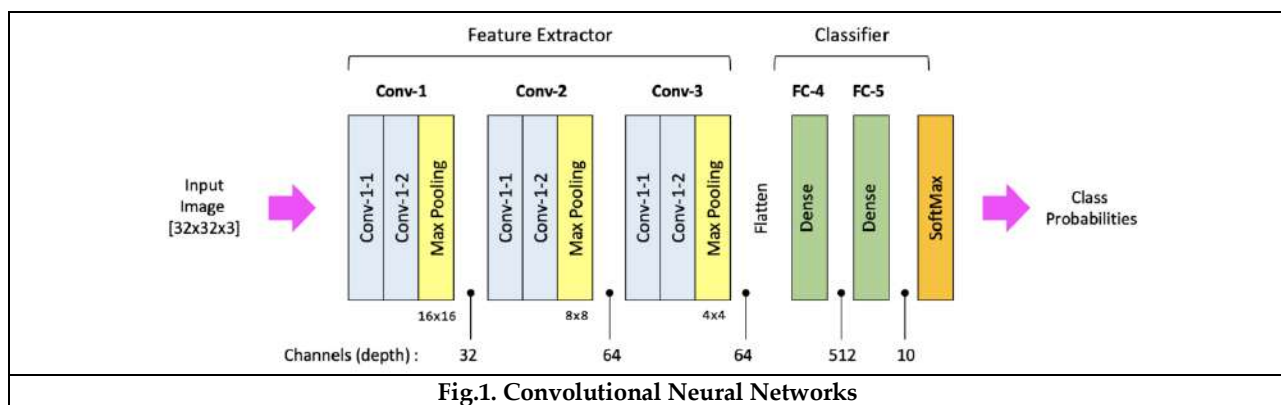 Feature Extractor
Classifier
Conv-1
Conv-2
Conv-3
FC-4
FC-5
Input
Image
[32x32x3]
Conv-1-1
Conv-1-2
Max Pooling
Conv-1-1
Conv-1-2
Max Pooling
Conv-1-1
Conv-1-2
Max Pooling
Flatten
Dense
Dense
SoftMax
Class
Probabilities
16x16
8x8
4x4
Channels (depth) : 32 64 64 512 10
Fig.1. Convolutional Neural Networks